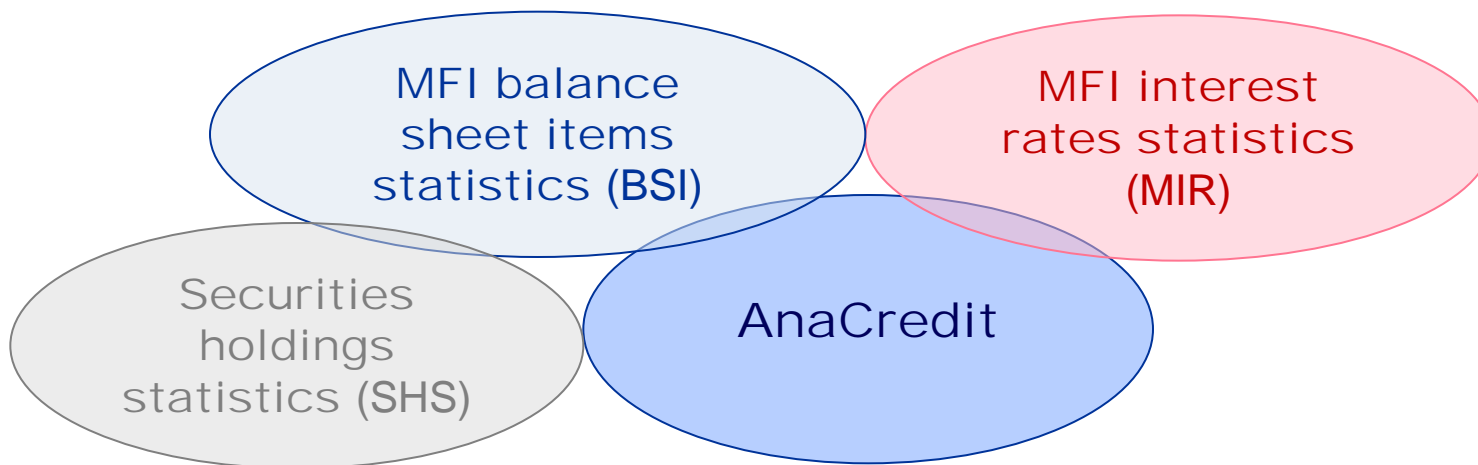 MFI balance
sheet items
statistics (BSI)
MFI interest
rates statistics
(MIR)
Securities
holdings
statistics (SHS)
AnaCredit